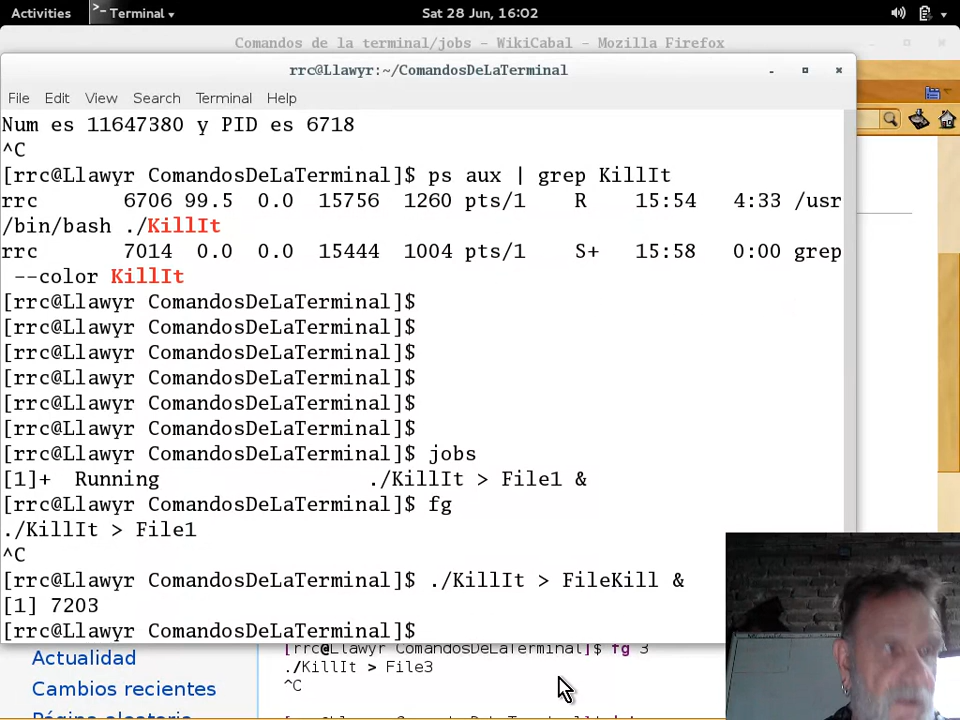 Activities Terminal Sat 28 Jun, 16:02
Comandos de la terminal/jobs - WikiCabal - Mozilla Firefox
rrc@Llawyr:~/ComandosDeLaTerminal
File Edit View Search Terminal Help
Num es 11647380 y PID es 6718
^C
[rrc@Llawyr ComandosDeLaTerminal]$ ps aux | grep KillIt
rrc 6706 99.5 0.0 15756 1260 pts/1 R 15:54 4:33 /usr
/bin/bash ./KillIt
rrc 7014 0.0 0.0 15444 1004 pts/1 S+ 15:58 0:00 grep
--color KillIt
[rrc@Llawyr ComandosDeLaTerminal]$
[rrc@Llawyr ComandosDeLaTerminal]$
[rrc@Llawyr ComandosDeLaTerminal]$
[rrc@Llawyr ComandosDeLaTerminal]$
[rrc@Llawyr ComandosDeLaTerminal]$
[rrc@Llawyr ComandosDeLaTerminal]$
[rrc@Llawyr ComandosDeLaTerminal]$ jobs
[1]+ Running ./KillIt > File1 &
[rrc@Llawyr ComandosDeLaTerminal]$ fg
./KillIt > File1
^C
[rrc@Llawyr ComandosDeLaTerminal]$ ./KillIt > FileKill &
[1] 7203
[rrc@Llawyr ComandosDeLaTerminal]$
Actualidad
Cambios recientes
[rrc@Llawyr ComandosDeLaTerminal]$ fg 3
./KillIt > File3
^C